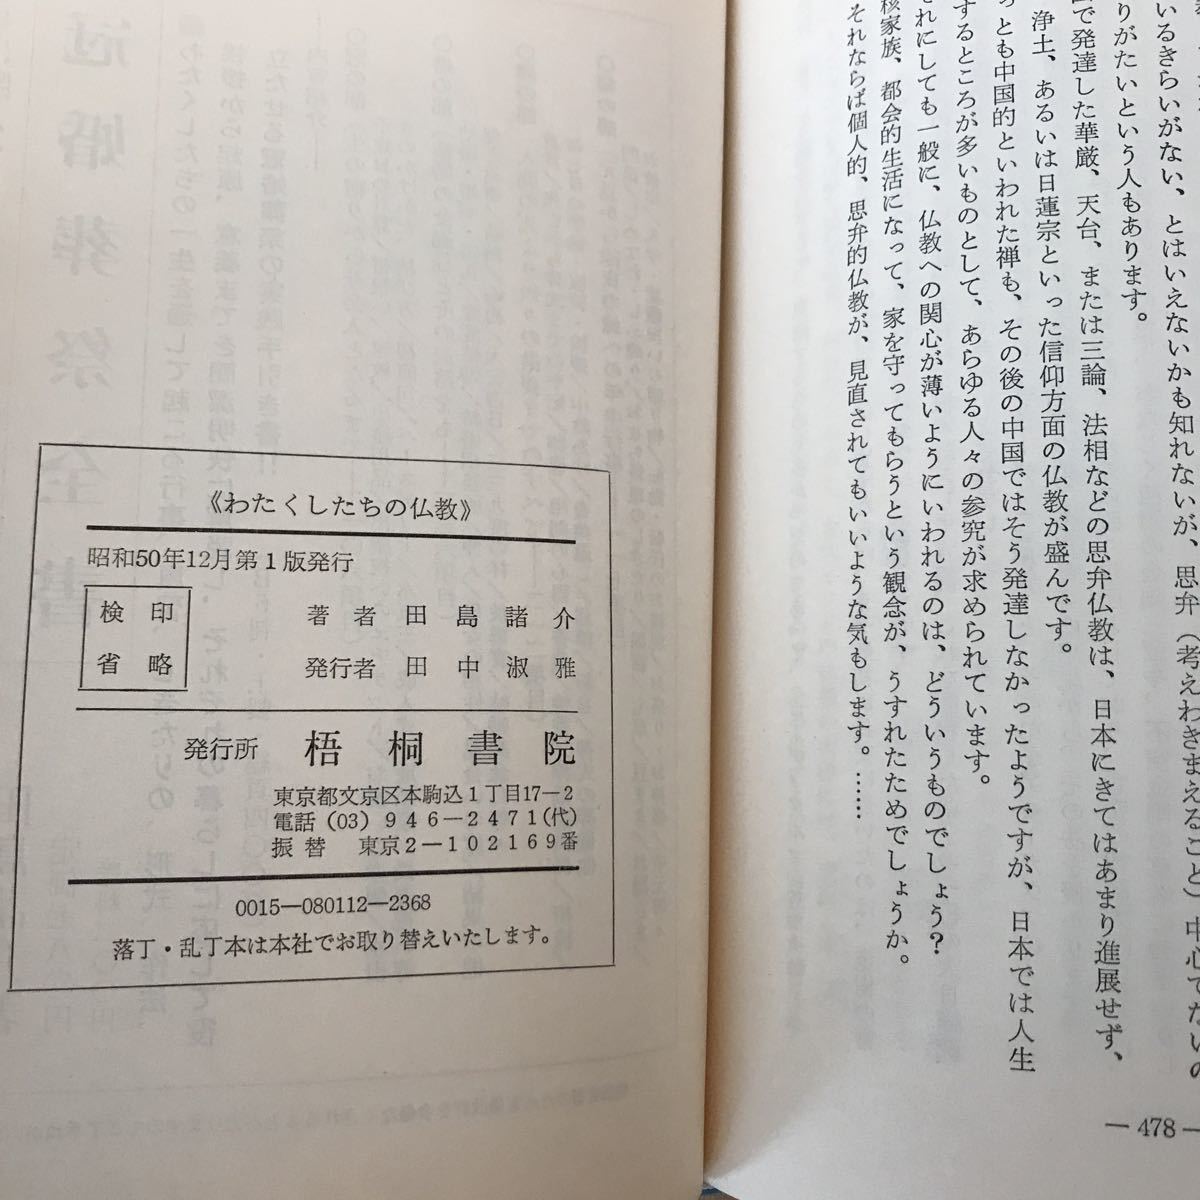 いるきらいがない、とはいえないかも知れないが、思弁（考えわきまえること）中心でないの
りがたいという人もあります。
で発達した華厳、天台、または三論、法相などの思弁仏教は、日本にきてはあまり進展せず、
浄土、あるいは日蓮宗といった信仰方面の仏教が盛んです。
っとも中国的といわれた禅も、その後の中国ではそう発達しなかったようですが、日本では人生
するところが多いものとして、あらゆる人々の参究が求められています。
れにしても一般に、仏教への関心が薄いようにいわれるのは、どういうものでしょう？
核家族、都会的生活になって、家を守ってもらうという観念が、うすれたためでしょうか。
それならば個人的、思弁的仏教が、見直されてもいいような気もします。……
― 478 ―
《わたくしたちの仏教》
昭和50年12月第1版発行
検印
省略
著者 田島諸介
発行者 田中淑雅
発行所 梧桐書院
東京都文京区本駒込1丁目17―2
電話(03)946―2471(代)
振替 東京2―102169番
0015―080112―2368
落丁・乱丁本は本社でお取り替えいたします。